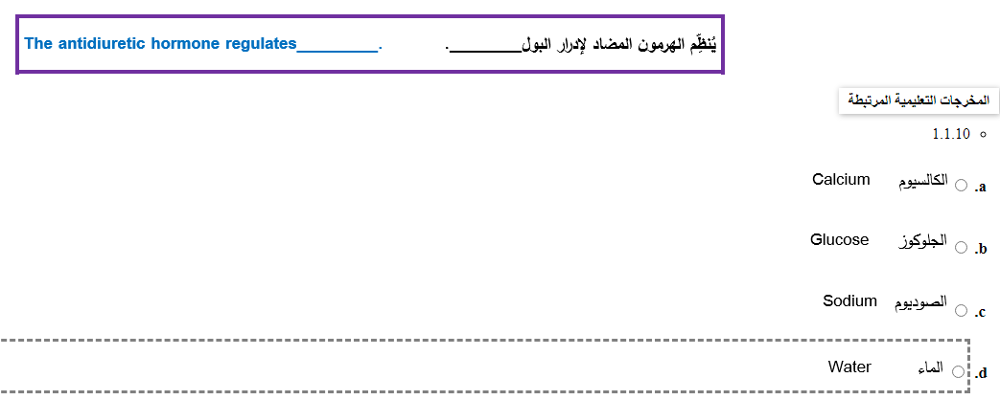 The antidiuretic hormone regulates_________.
يُنظِّم الهرمون المضاد لإدرار البول_________.
المخرجات التعليمية المرتبطة
1.1.10
a. الكالسيوم Calcium
b. الجلوكوز Glucose
c. الصوديوم Sodium
d. الماء Water